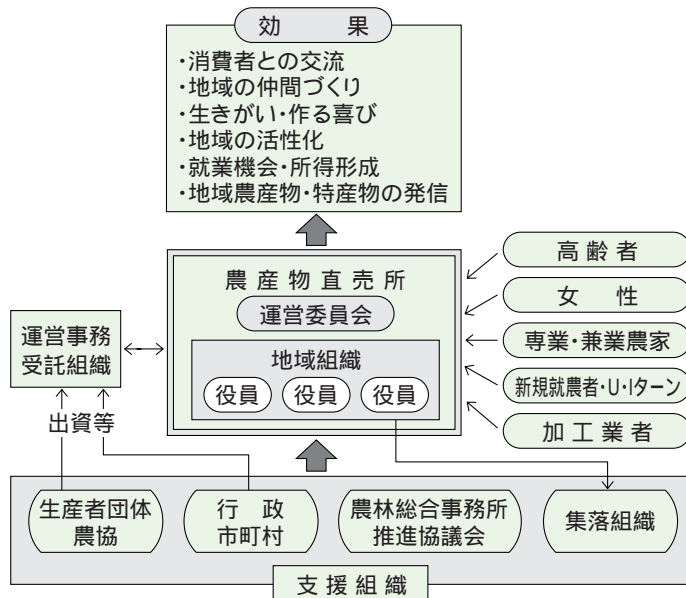 効果
・消費者との交流
・地域の仲間づくり
・生きがい・作る喜び
・地域の活性化
・就業機会・所得形成
・地域農産物・特産物の発信
農産物直売所
運営委員会
地域組織
役員 役員 役員
高齢者
女性
専業・兼業農家
新規就農者・U・Iターン
加工業者
運営事務
受託組織
出資等
生産者団体
農協
行政
市町村
農林総合事務所
推進協議会
集落組織
支援組織